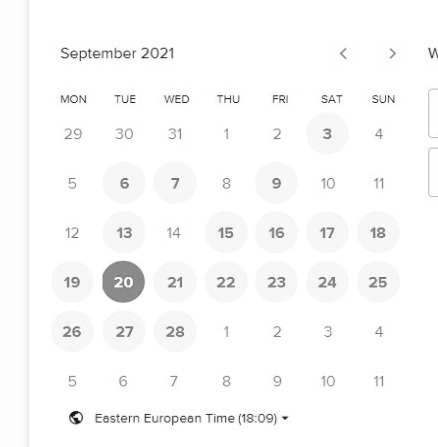 September 2021
W
MON TUE WED THU FRI SAT SUN
29 30 31 1 2 3 4
5 6 7 8 9 10 11
12 13 14 15 16 17 18
19 20 21 22 23 24 25
26 27 28 1 2 3 4
5 6 7 8 9 10 11
Eastern European Time (18:09)